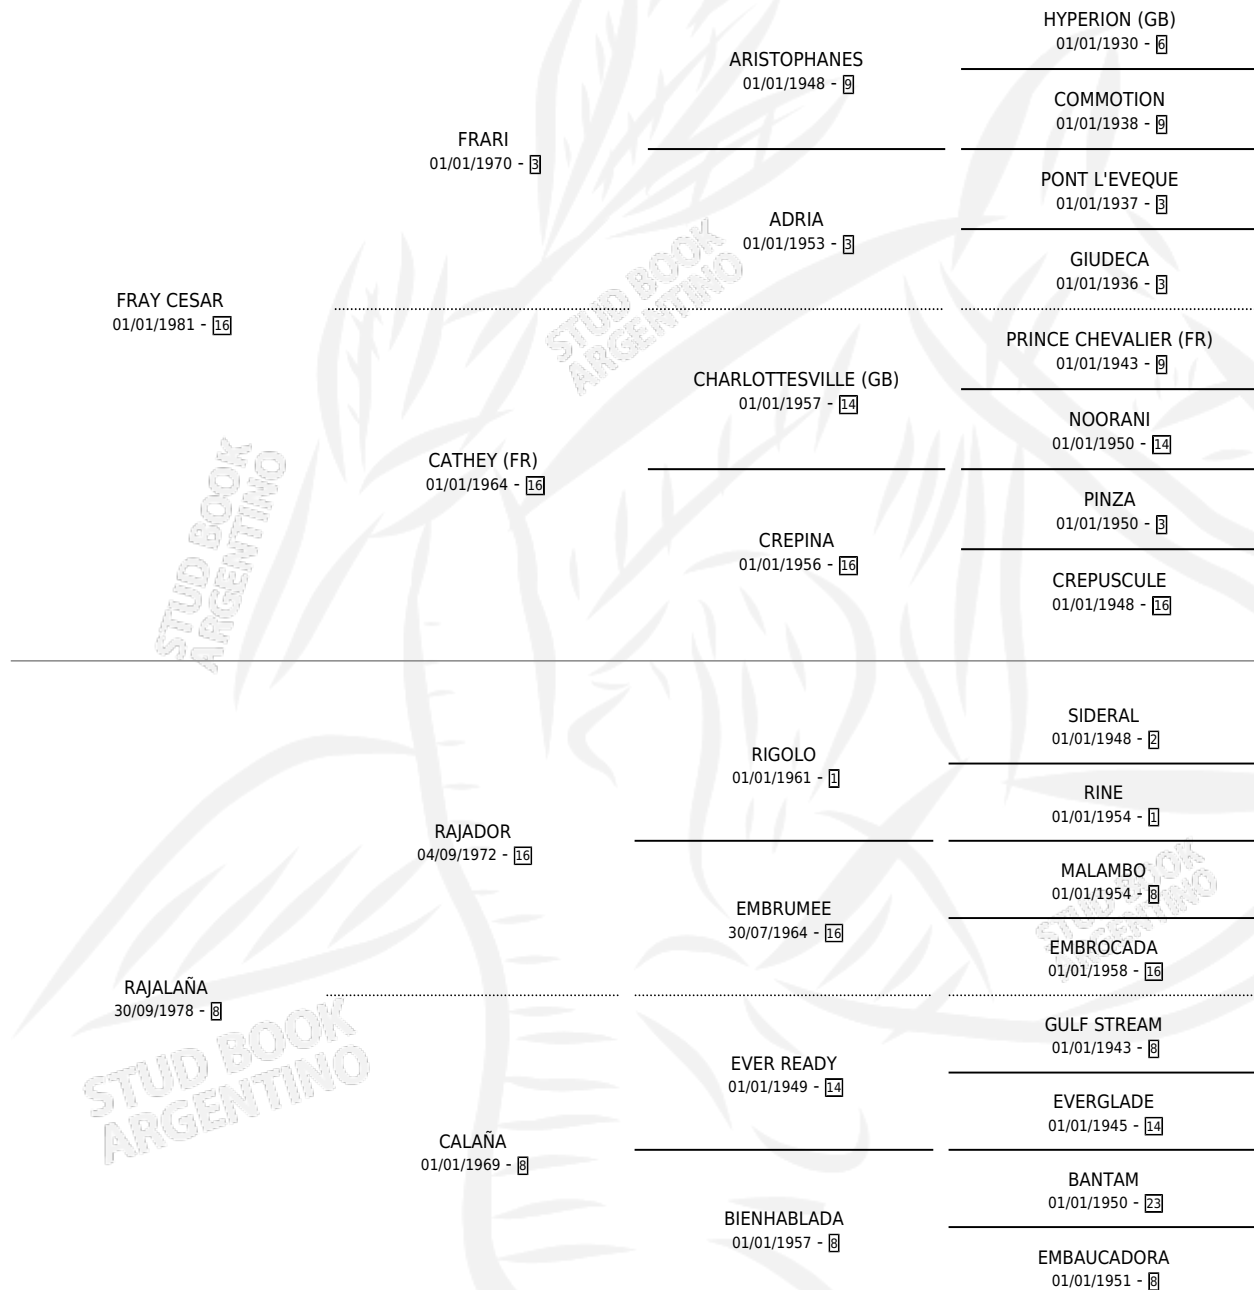 HYPERION (GB)
01/01/1930 - 6
ARISTOPHANES
01/01/1948 - 9
COMMOTION
01/01/1938 - 9
FRARI
01/01/1970 - 3
PONT L'EVEQUE
01/01/1937 - 3
ADRIA
01/01/1953 - 3
GIUDECA
01/01/1936 - 3
FRAY CESAR
01/01/1981 - 16
PRINCE CHEVALIER (FR)
01/01/1943 - 9
CHARLOTTESVILLE (GB)
01/01/1957 - 14
NOORANI
01/01/1950 - 14
CATHEY (FR)
01/01/1964 - 16
PINZA
01/01/1950 - 3
CREPINA
01/01/1956 - 16
CREPUSCULE
01/01/1948 - 16
SIDERAL
01/01/1948 - 2
RIGOLO
01/01/1961 - 1
RINE
01/01/1954 - 1
RAJADOR
04/09/1972 - 16
MALAMBO
01/01/1954 - 8
EMBRUMEE
30/07/1964 - 16
EMBROCADA
01/01/1958 - 16
RAJALAÑA
30/09/1978 - 8
GULF STREAM
01/01/1943 - 8
EVER READY
01/01/1949 - 14
EVERGLADE
01/01/1945 - 14
CALAÑA
01/01/1969 - 8
BANTAM
01/01/1950 - 23
BIENHABLADA
01/01/1957 - 8
EMBAUCADORA
01/01/1951 - 8
STUD BOOK
ARGENTINO
STUD BOOK
ARGENTINO
STUD BOOK
ARGENTINO
STUD BOOK
ARGENTINO